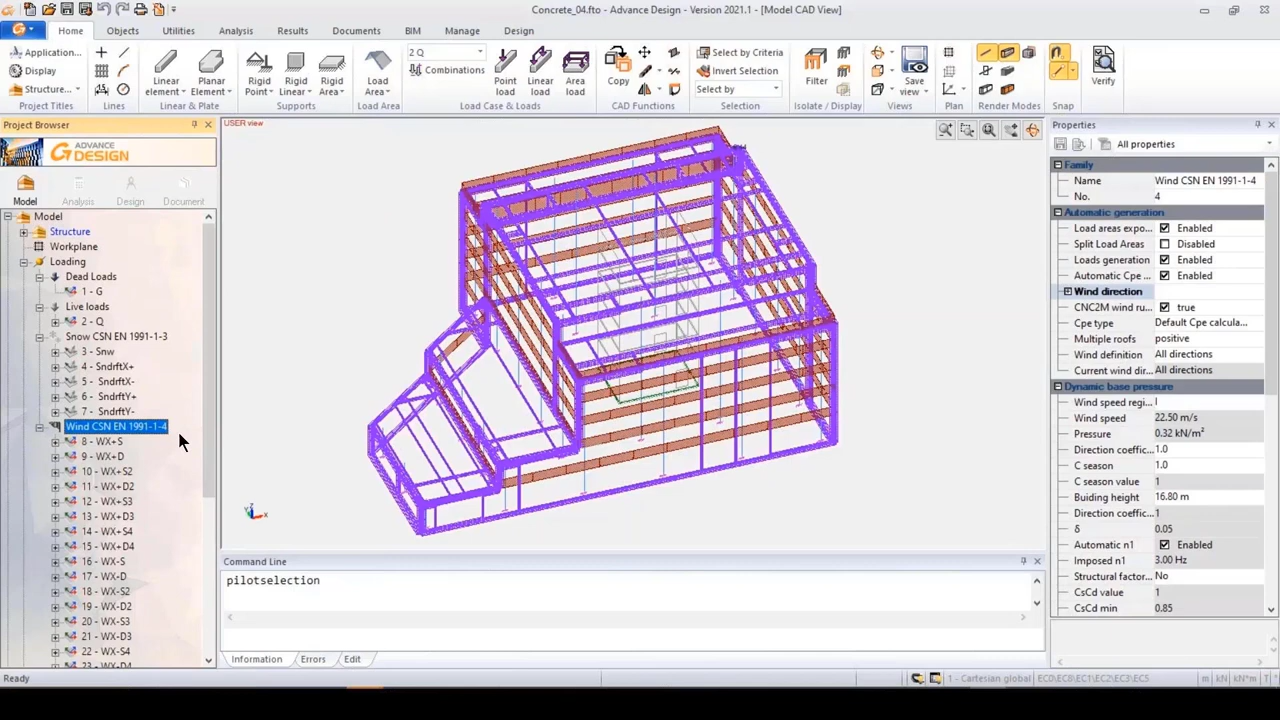 Concrete_04.fto - Advance Design - Version 2021.1 - [Model CAD View]
Home Objects Utilities Analysis Results Documents BIM Manage Design
Application...
Display
Structure...
Project Titles
Lines
Linear element
Planar Element
Linear & Plate
Rigid Point
Rigid Linear
Rigid Area
Supports
Load Area
Load Area
2 Q
Combinations
Point load
Linear load
Area load
Load Case & Loads
Copy
CAD Functions
Select by Criteria
Invert Selection
Select by
Selection
Filter
Isolate / Display
Save view
Views
Plan
Render Modes
Snap
Verify
Project Browser
ADVANCE
DESIGN
Model Analysis Design Document
Model
Structure
Workplane
Loading
Dead Loads
1 - G
Live loads
2 - Q
Snow CSN EN 1991-1-3
3 - Snw
4 - SndrftX+
5 - SndrftX-
6 - SndrftY+
7 - SndrftY-
Wind CSN EN 1991-1-4
8 - WX+S
9 - WX+D
10 - WX+S2
11 - WX+D2
12 - WX+S3
13 - WX+D3
14 - WX+S4
15 - WX+D4
16 - WX-S
17 - WX-D
18 - WX-S2
19 - WX-D2
20 - WX-S3
21 - WX-D3
22 - WX-S4
23 - WX-D4
USER view
Command Line
pilotselection
Information Errors Edit
Properties
All properties
Family
Name Wind CSN EN 1991-1-4
No. 4
Automatic generation
Load areas expo... Enabled
Split Load Areas Disabled
Loads generation Enabled
Automatic Cpe ... Enabled
Wind direction
CNC2M wind ru... true
Cpe type Default Cpe calcula...
Multiple roofs positive
Wind definition All directions
Current wind dir... All directions
Dynamic base pressure
Wind speed regi... I
Wind speed 22.50 m/s
Pressure 0.32 kN/m²
Direction coeffic... 1.0
C season 1.0
C season value 1
Buiding height 16.80 m
Direction coeffic... 1
δ 0.05
Automatic n1 Enabled
Imposed n1 3.00 Hz
Structural factor... No
CsCd value 1
CsCd min 0.85
Ready
1 - Cartesian global EC0\EC8\EC1\EC2\EC3\EC5 m kN kN*m T